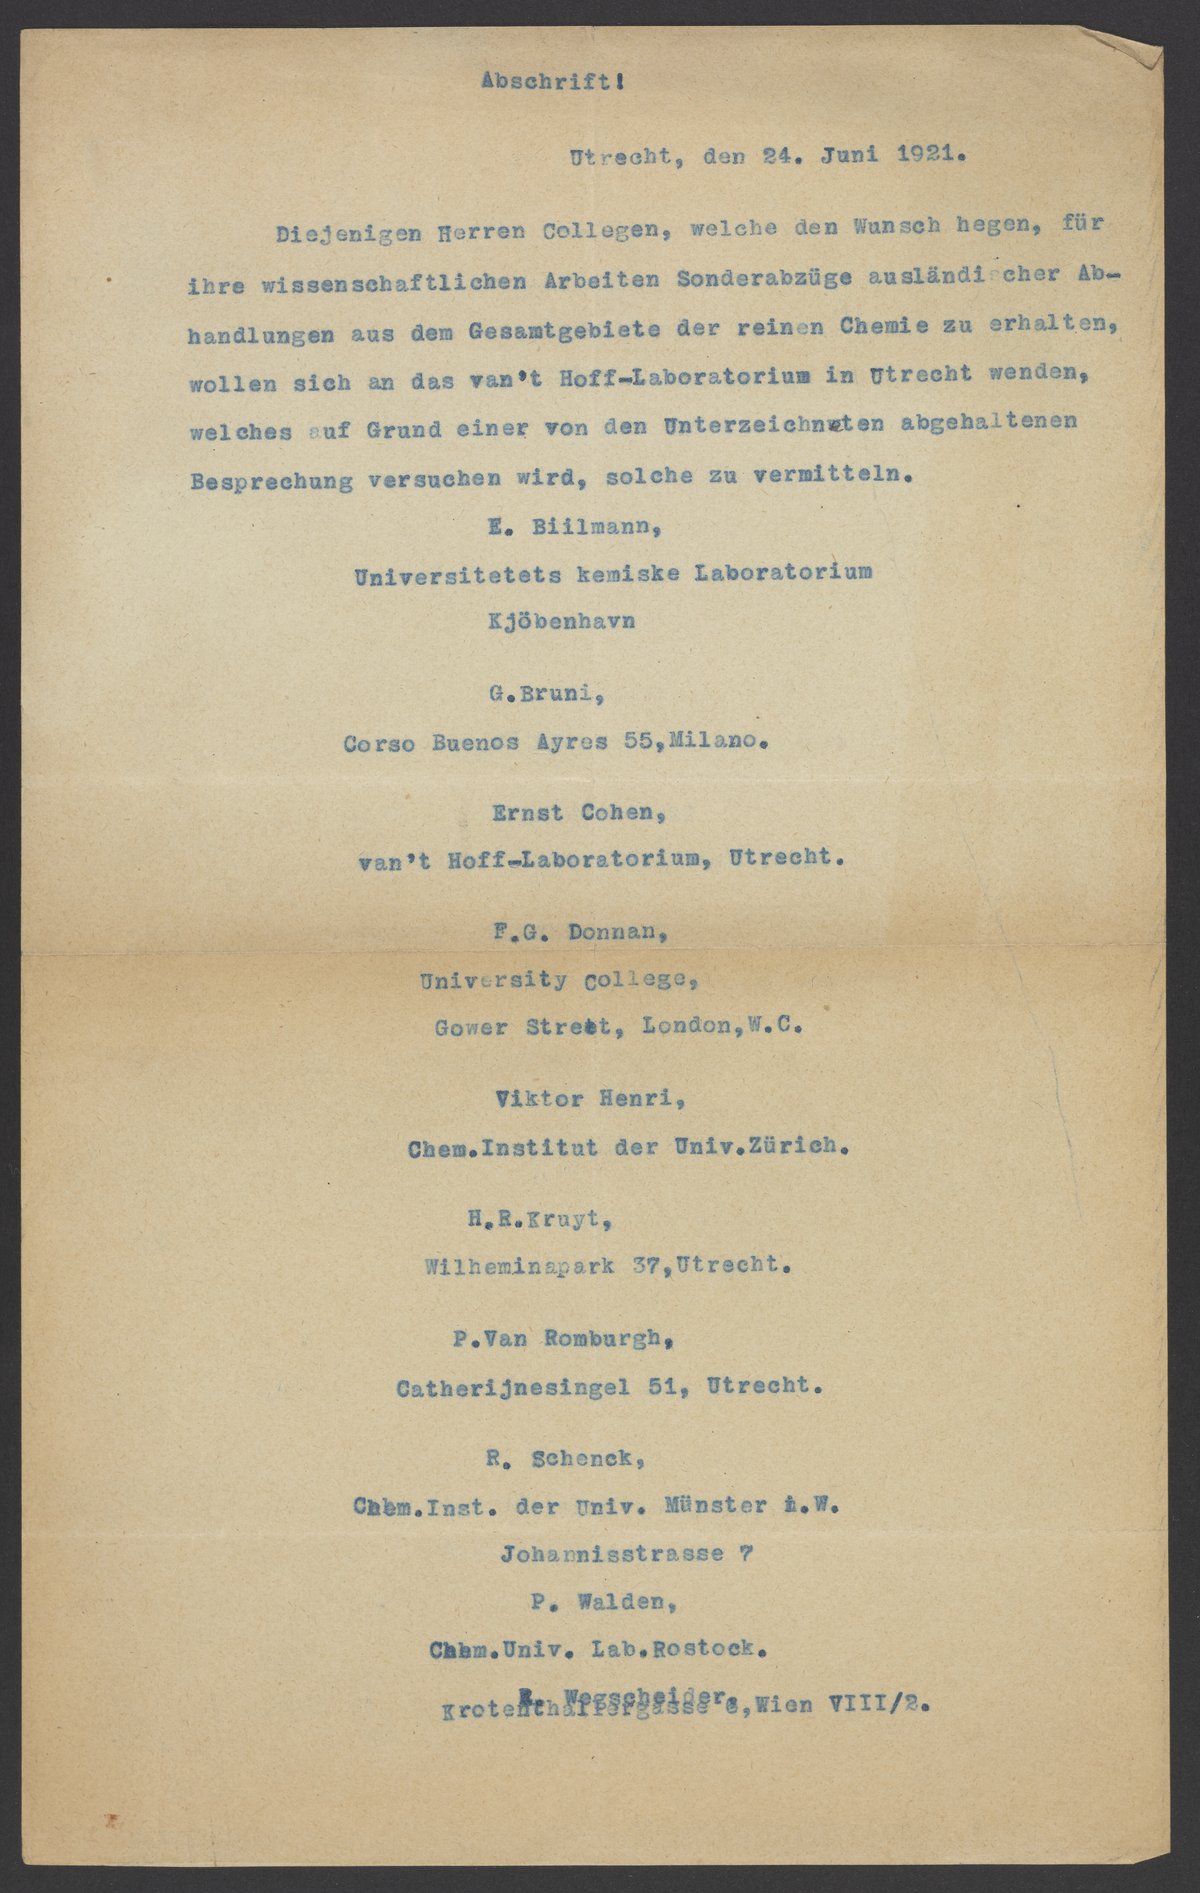 Abschrift!
Utrecht, den 24. Juni 1921.
Diejenigen Herren Collegen, welche den Wunsch hegen, für
ihre wissenschaftlichen Arbeiten Sonderabzüge ausländischer Ab-
handlungen aus dem Gesamtgebiete der reinen Chemie zu erhalten,
wollen sich an das van't Hoff-Laboratorium in Utrecht wenden,
welches auf Grund einer von den Unterzeichneten abgehaltenen
Besprechung versuchen wird, solche zu vermitteln.
E. Biilmann,
Universitetets kemiske Laboratorium
Kjöbenhavn
G.Bruni,
Corso Buenos Ayres 55,Milano.
Ernst Cohen,
van't Hoff-Laboratorium, Utrecht.
F.G. Donnan,
University College,
Gower Street, London,W.C.
Viktor Henri,
Chem.Institut der Univ.Zürich.
H.R.Kruyt,
Wilheminapark 37,Utrecht.
P.Van Romburgh,
Catherijnesingel 51, Utrecht.
R. Schenck,
Chem.Inst. der Univ. Münster i.W.
Johannisstrasse 7
P. Walden,
Chem.Univ. Lab.Rostock.
R. Wegscheider,
Krotenthallergasse 6,Wien VIII/2.